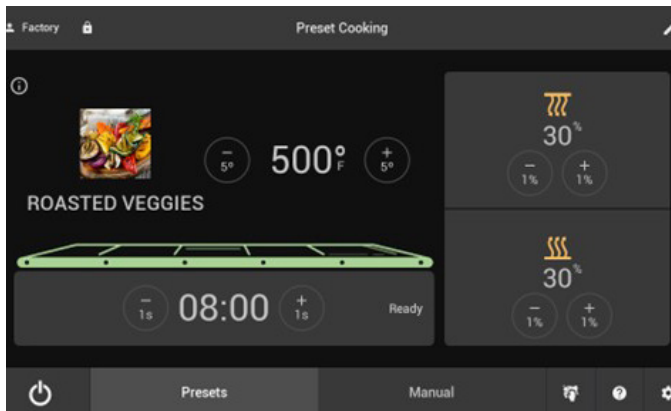 Factory
Preset Cooking
− 5°
500°F
+ 5°
30%
− 1%
+ 1%
ROASTED VEGGIES
30%
− 1%
+ 1%
− 1s
08:00
+ 1s
Ready
Presets
Manual